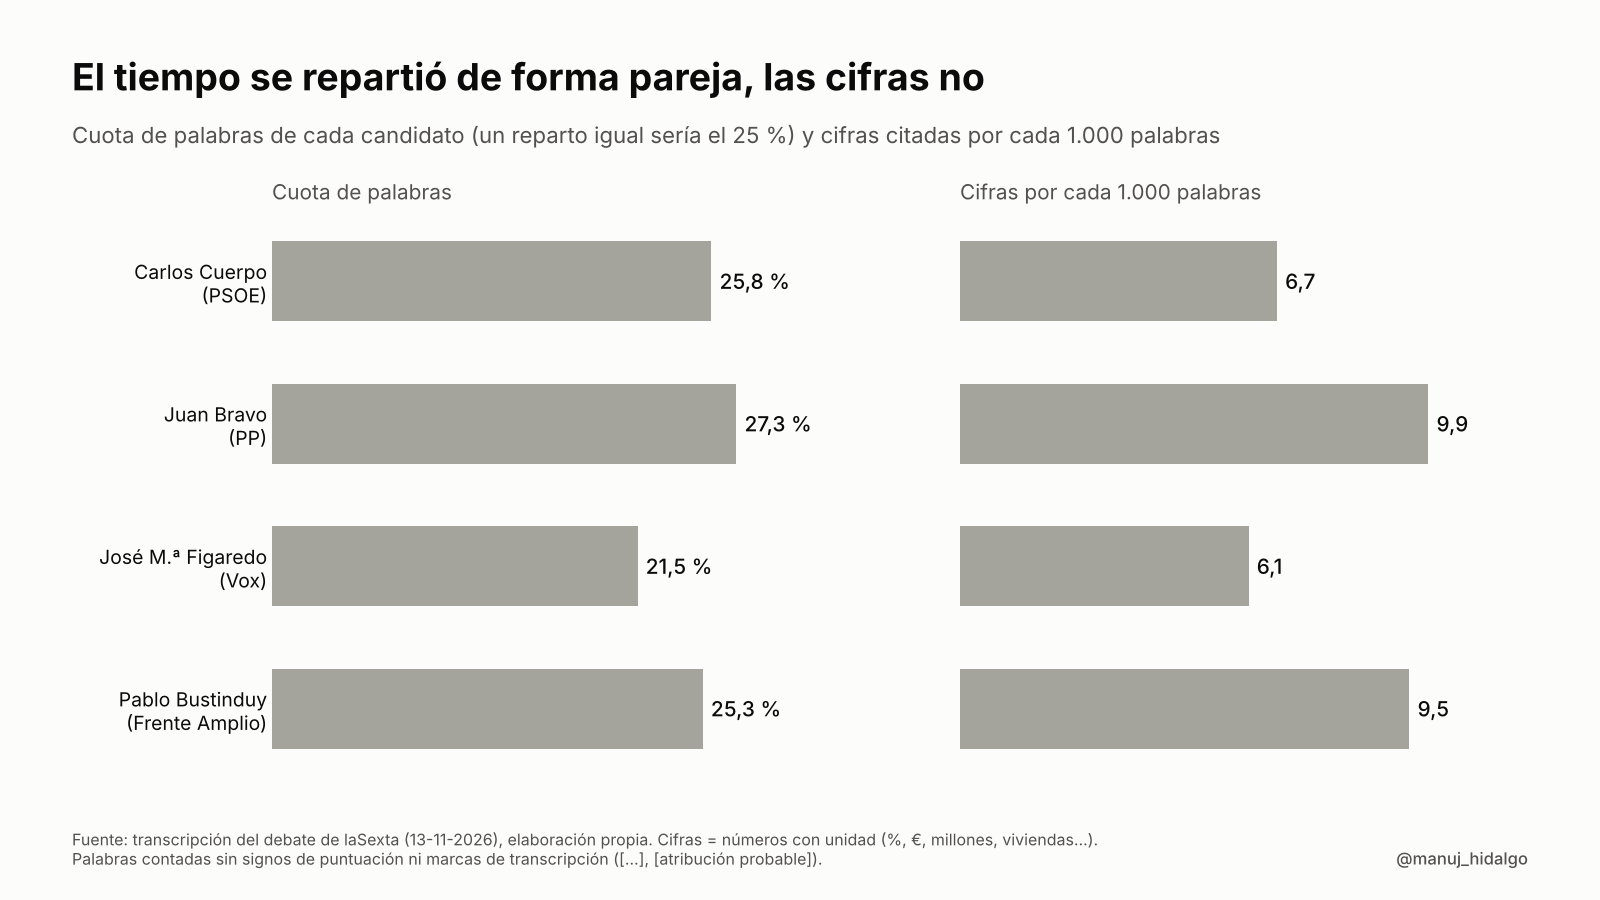 El tiempo se repartió de forma pareja, las cifras no
Cuota de palabras de cada candidato (un reparto igual sería el 25 %) y cifras citadas por cada 1.000 palabras
Cuota de palabras
Cifras por cada 1.000 palabras
Carlos Cuerpo
(PSOE)
25,8 %
6,7
Juan Bravo
(PP)
27,3 %
9,9
José M.ª Figaredo
(Vox)
21,5 %
6,1
Pablo Bustinduy
(Frente Amplio)
25,3 %
9,5
Fuente: transcripción del debate de laSexta (13-11-2026), elaboración propia. Cifras = números con unidad (%, €, millones, viviendas...).
Palabras contadas sin signos de puntuación ni marcas de transcripción ([...], [atribución probable]).
@manuj_hidalgo